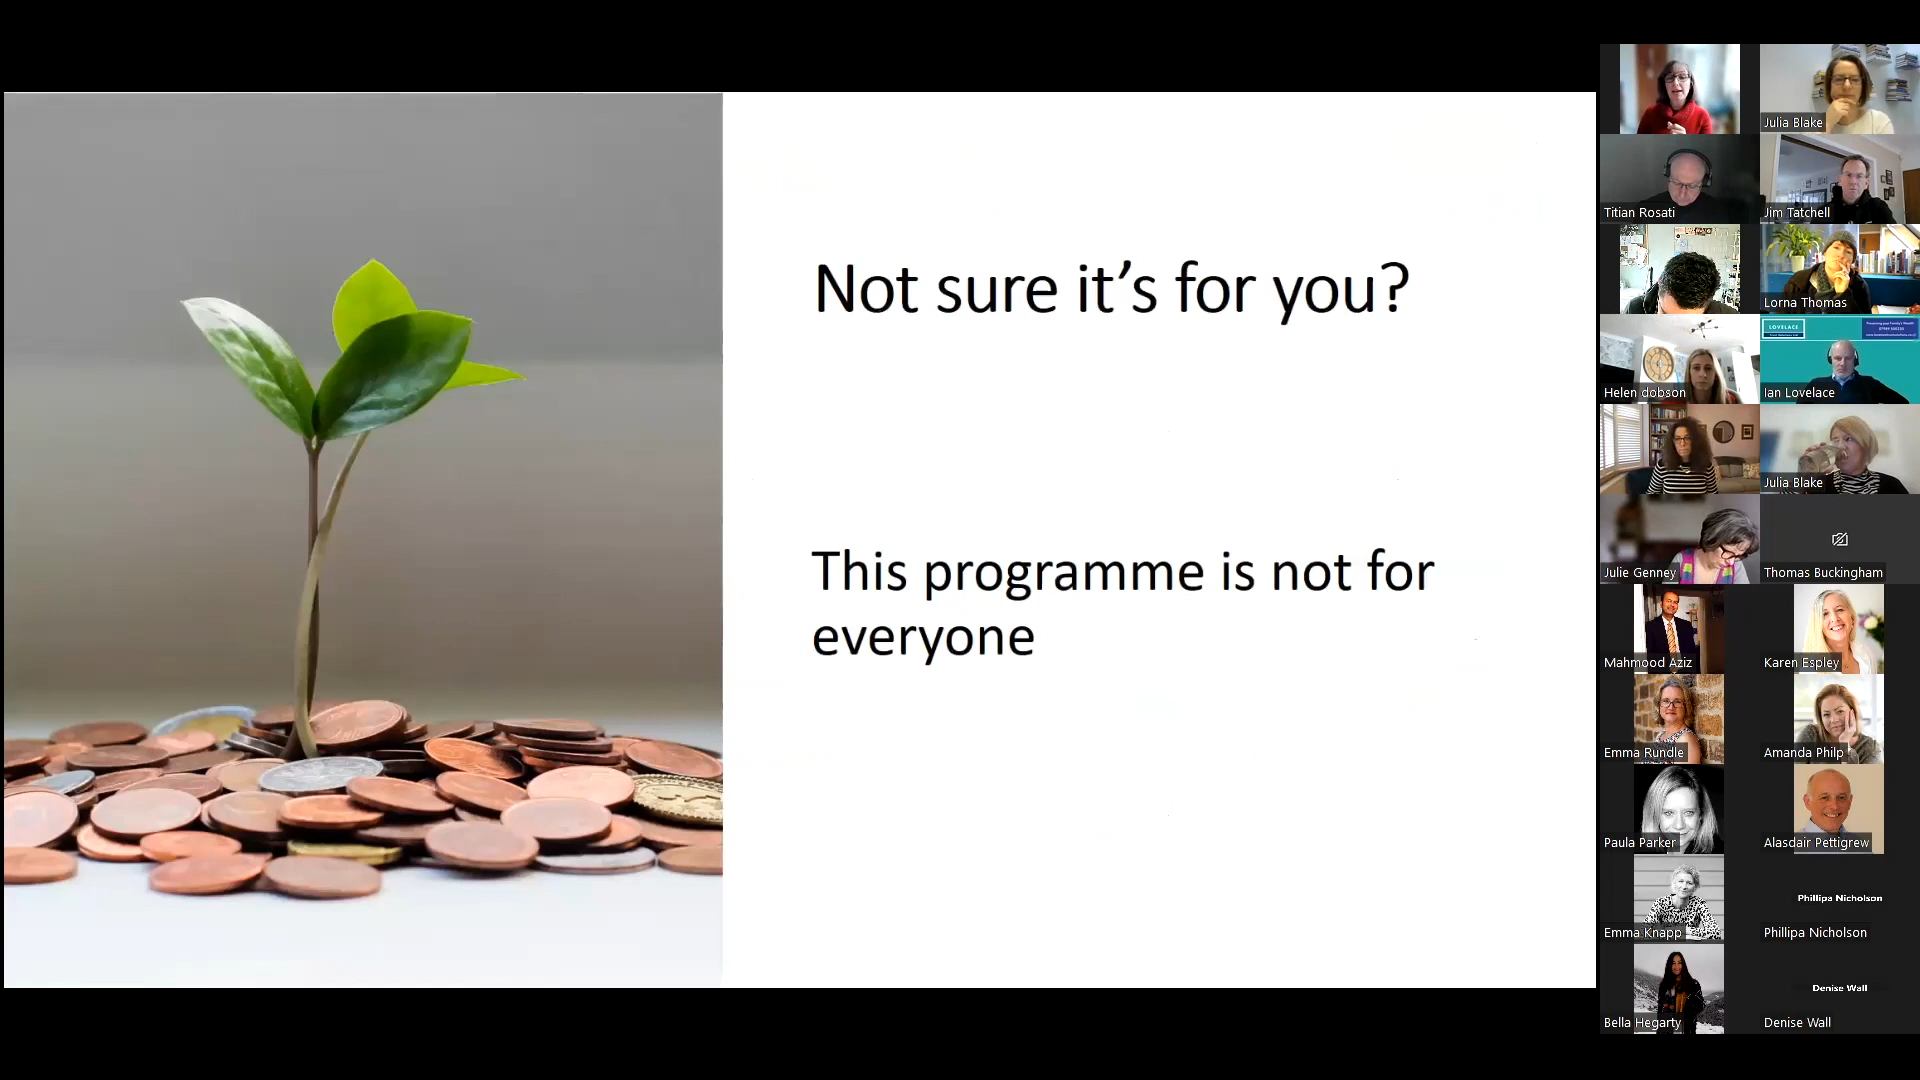 Not sure it’s for you?
This programme is not for
everyone
Julia Blake
Titian Rosati
Jim Tatchell
Lorna Thomas
LOVELACE
Helen dobson
Ian Lovelace
Julia Blake
Julie Genney
Thomas Buckingham
Mahmood Aziz
Karen Espley
Emma Rundle
Amanda Philp
Paula Parker
Alasdair Pettigrew
Phillipa Nicholson
Emma Knapp
Phillipa Nicholson
Denise Wall
Bella Hegarty
Denise Wall